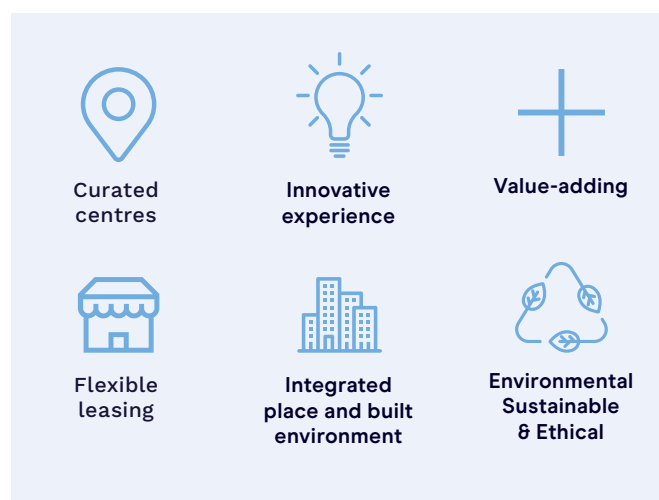 Curated
centres
Innovative
experience
Value-adding
Flexible
leasing
Integrated
place and built
environment
Environmental
Sustainable
& Ethical